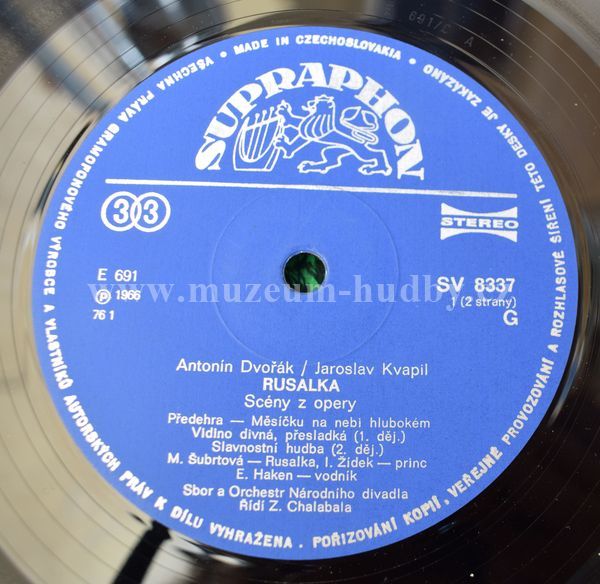 691/C A
VŠECHNA PRÁVA GRAMOFONOVÉHO VÝROBCE A VLASTNÍKŮ AUTORSKÝCH PRÁV K DÍLU VYHRAŽENA. POŘIZOVÁNÍ KOPIÍ, VEŘEJNÉ PROVOZOVÁNÍ A ROZHLASOVÉ ŠÍŘENÍ TÉTO DESKY JE ZAKÁZÁNO
• MADE IN CZECHOSLOVAKIA •
SUPRAPHON
33
STEREO
E 691
SV 8337
℗ 1966
1 (2 strany)
76 1
G
www.muzeum-hudby.
Antonín Dvořák / Jaroslav Kvapil
RUSALKA
Scény z opery
Předehra — Měsíčku na nebi hlubokém
Vidino divná, přesladká (1. děj.)
Slavnostní hudba (2. děj.)
M. Šubrtová — Rusalka, I. Žídek — princ
E. Haken — vodník
Sbor a Orchestr Národního divadla
Řídí Z. Chalabala